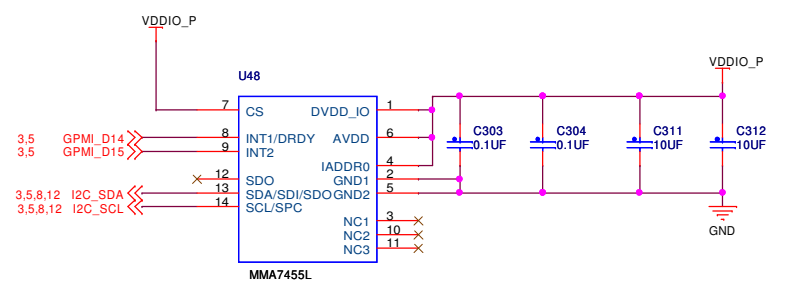 VDDIO_P
VDDIO_P
U48
7 CS DVDD_IO 1
C303 C304 C311 C312
0.1UF 0.1UF 10UF 10UF
3,5 GPMI_D14 8 INT1/DRDY AVDD 6
3,5 GPMI_D15 9 INT2
IADDR0 4
12 SDO GND1 2
3,5,8,12 I2C_SDA 13 SDA/SDI/SDO GND2 5
3,5,8,12 I2C_SCL 14 SCL/SPC
NC1 3
NC2 10
NC3 11
GND
MMA7455L